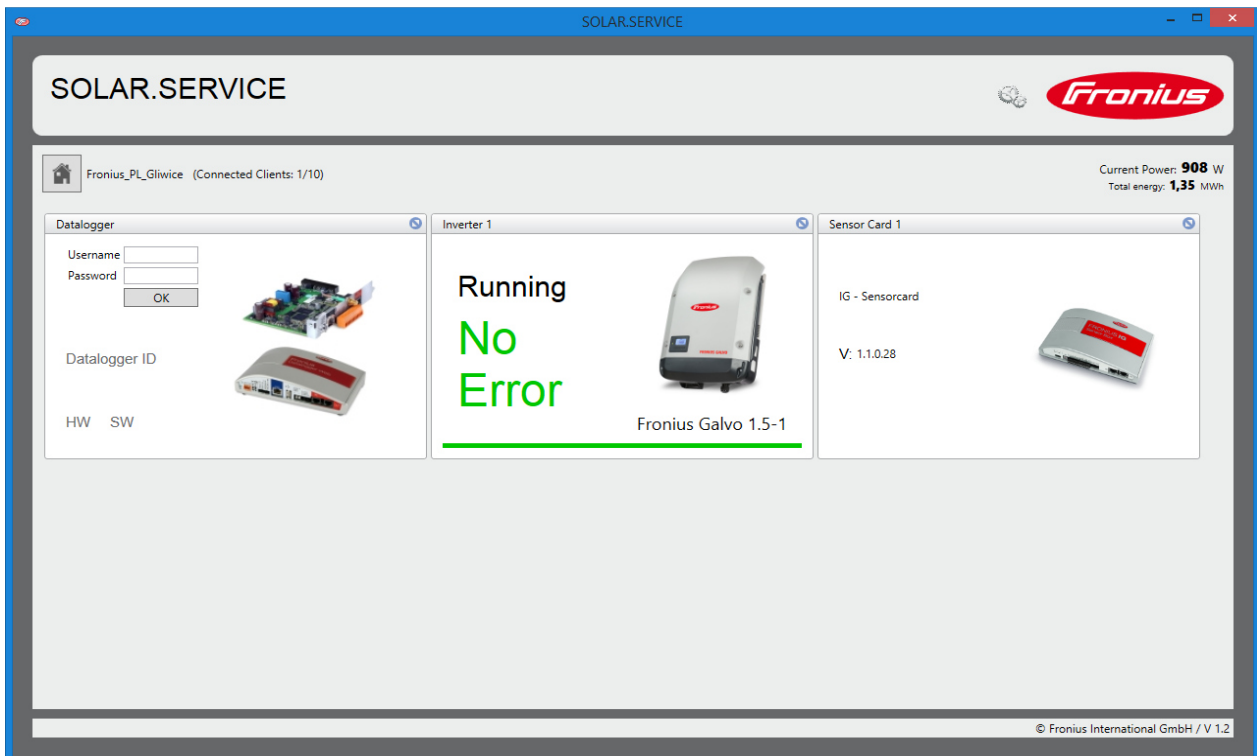 SOLAR.SERVICE
SOLAR.SERVICE
Fronius
Fronius_PL_Gliwice (Connected Clients: 1/10)
Current Power: 908 W
Total energy: 1,35 MWh
Datalogger
Username
Password
OK
Datalogger ID
HW SW
Inverter 1
Running
No
Error
Fronius Galvo 1.5-1
Sensor Card 1
IG - Sensorcard
V: 1.1.0.28
© Fronius International GmbH / V 1.2